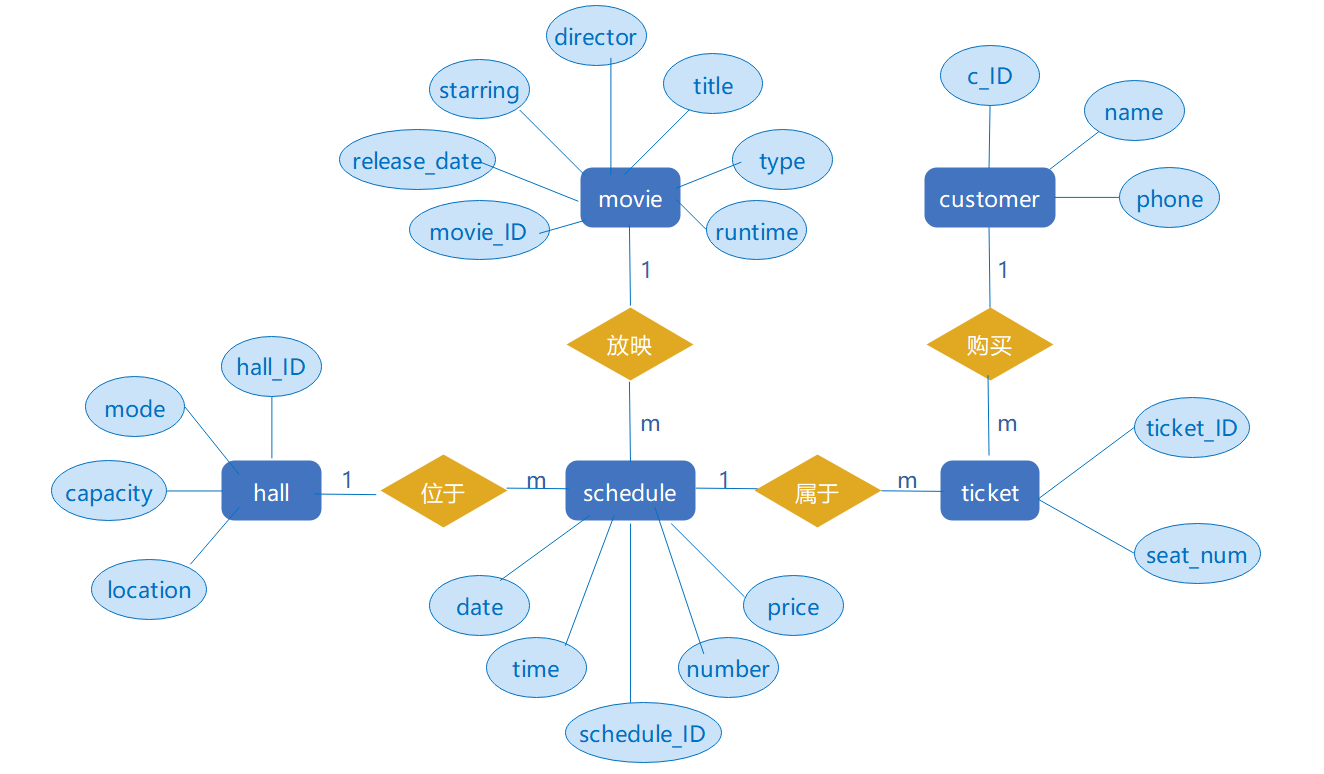 director
c_ID
title
starring
name
release_date
type
movie
customer
phone
movie_ID
runtime
1
1
放映
购买
hall_ID
mode
m
m
ticket_ID
capacity
hall
1
位于
m
schedule
1
属于
m
ticket
seat_num
location
date
price
time
number
schedule_ID